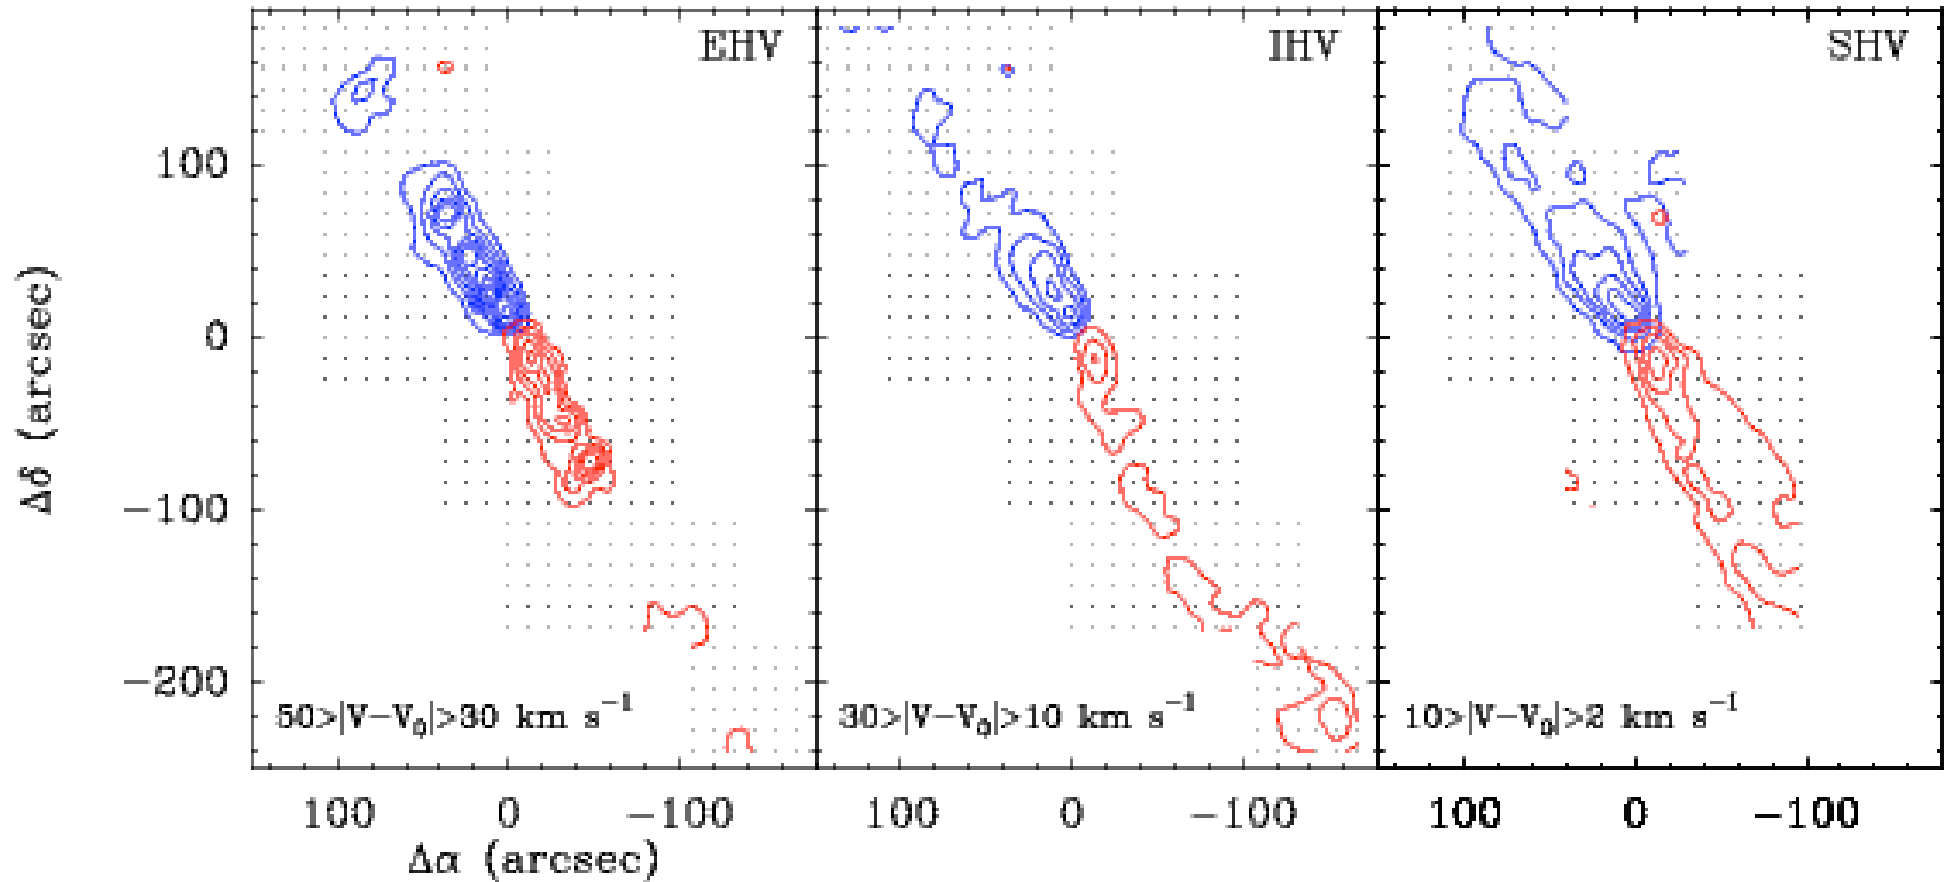 EHV
IHV
SHV
100
0
−100
−200
Δδ (arcsec)
50>|V−V₀|>30 km s⁻¹
30>|V−V₀|>10 km s⁻¹
10>|V−V₀|>2 km s⁻¹
100 0 −100
100 0 −100
100 0 −100
Δα (arcsec)